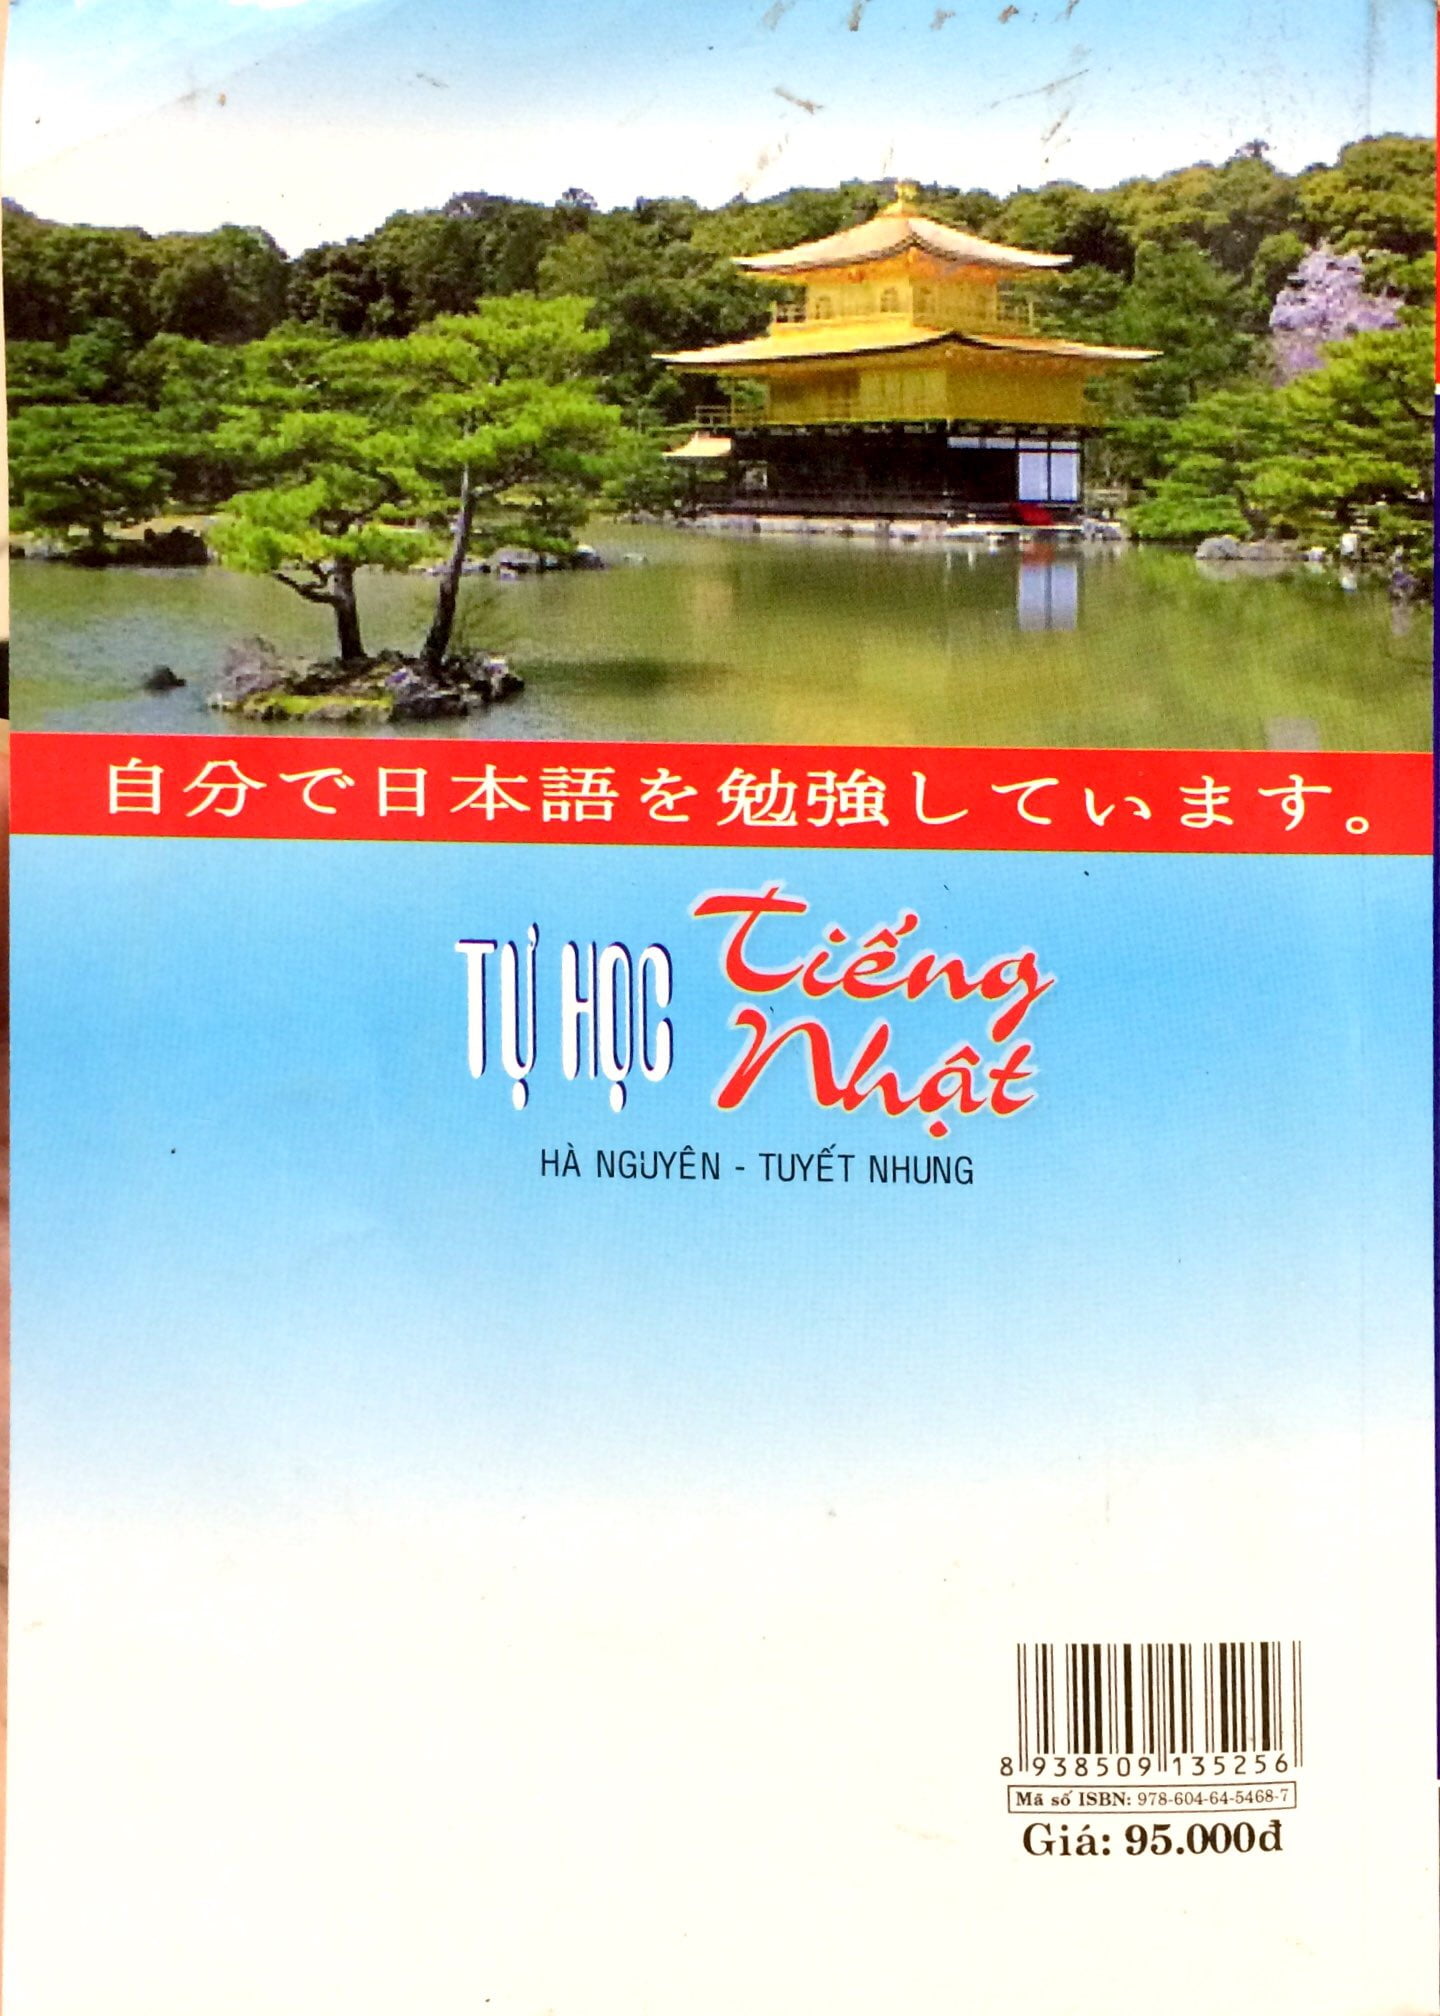 自分で日本語を勉強しています。
TỰ HỌC Tiếng
Nhật
HÀ NGUYÊN - TUYẾT NHUNG
8 938509 135256
Mã số ISBN: 978-604-64-5468-7
Giá: 95.000đ